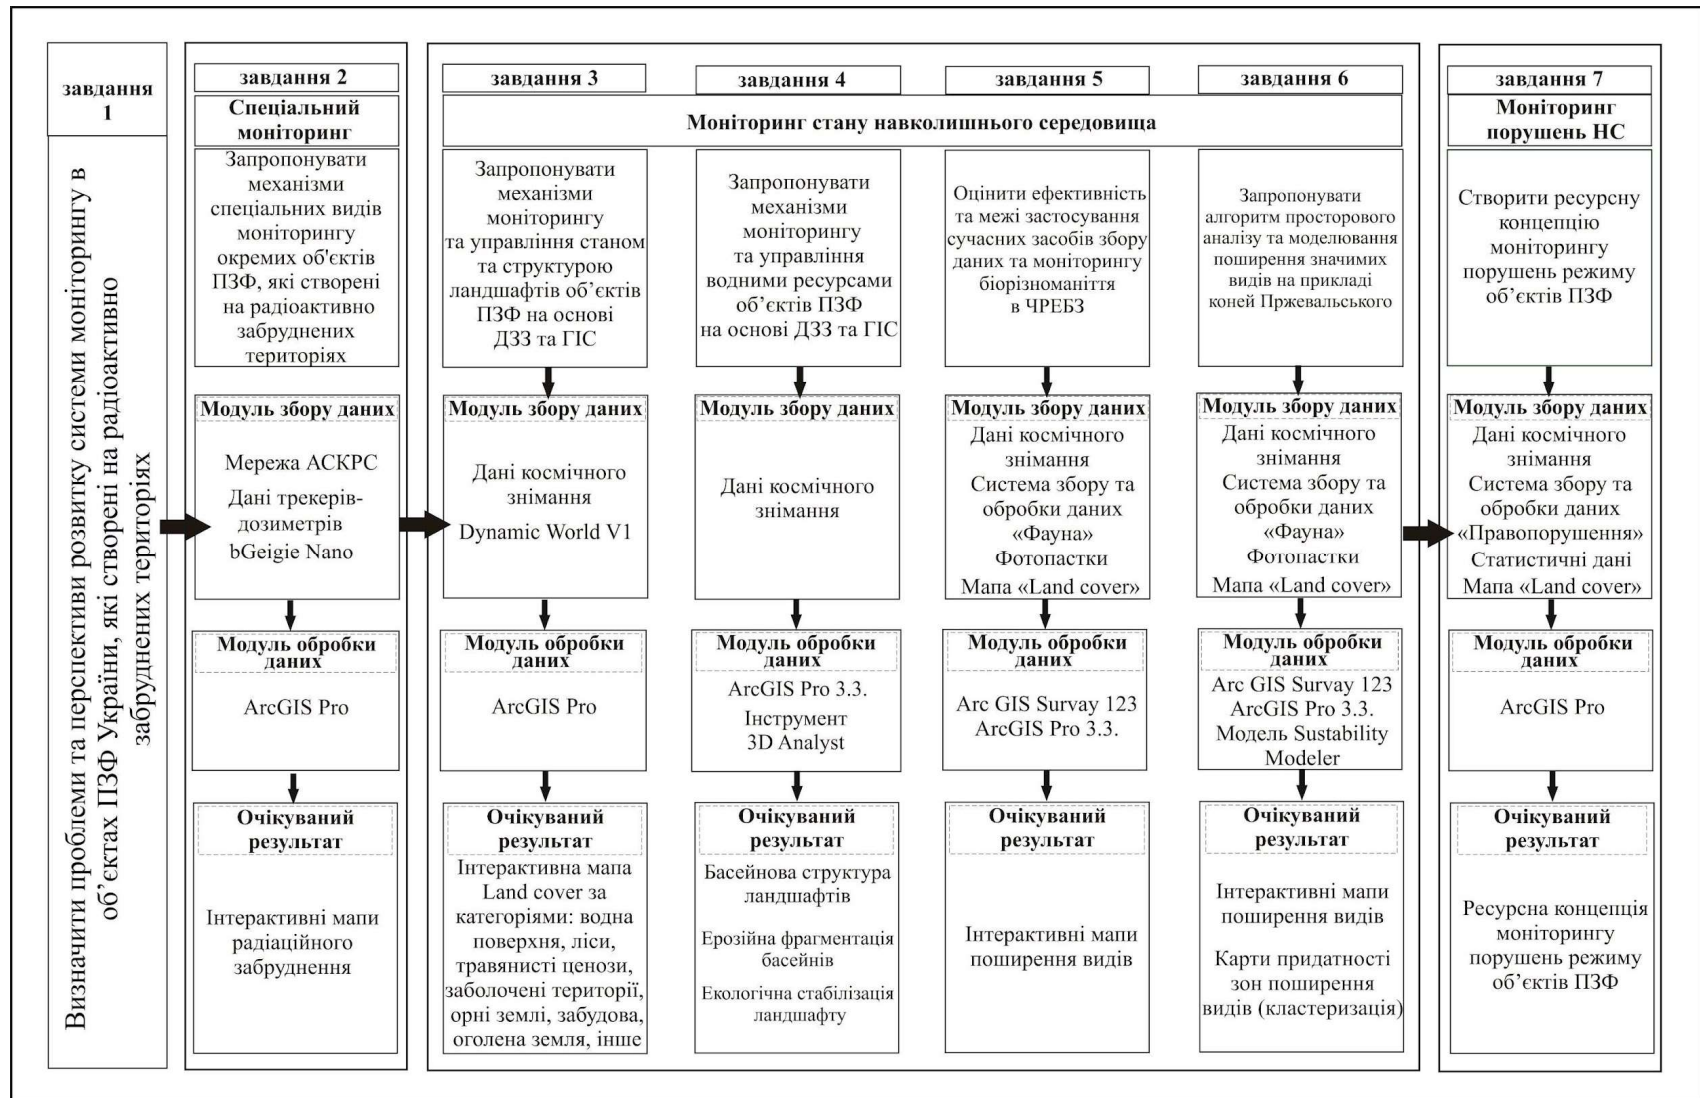 завдання
1
Визначити проблеми та перспективи розвитку системи моніторингу в
об’єктах ПЗФ України, які створені на радіоактивно
забруднених територіях
завдання 2
Спеціальний
моніторинг
Запропонувати
механізми
спеціальних видів
моніторингу
окремих об'єктів
ПЗФ, які створені
на радіоактивно
забруднених
територіях
Модуль збору даних
Мережа АСКРС
Дані трекерів-
дозиметрів
bGeigie Nano
Модуль обробки
даних
ArcGIS Pro
Очікуваний
результат
Інтерактивні мапи
радіаційного
забруднення
Моніторинг стану навколишнього середовища
завдання 3
Запропонувати
механізми
моніторингу
та управління станом
та структурою
ландшафтів об’єктів
ПЗФ на основі
ДЗЗ та ГІС
Модуль збору даних
Дані космічного
знімання
Dynamic World V1
Модуль обробки
даних
ArcGIS Pro
Очікуваний
результат
Інтерактивна мапа
Land cover за
категоріями: водна
поверхня, ліси,
травянисті ценози,
заболочені території,
орні землі, забудова,
оголена земля, інше
завдання 4
Запропонувати
механізми
моніторингу
та управління
водними ресурсами
об’єктів ПЗФ
на основі ДЗЗ та ГІС
Модуль збору даних
Дані космічного
знімання
Модуль обробки
даних
ArcGIS Pro 3.3.
Інструмент
3D Analyst
Очікуваний
результат
Басейнова структура
ландшафтів
Ерозійна фрагментація
басейнів
Екологічна стабілізація
ландшафту
завдання 5
Оцінити ефективність
та межі застосування
сучасних засобів збору
даних та моніторингу
біорізноманіття
в ЧРЕБЗ
Модуль збору даних
Дані космічного
знімання
Система збору та
обробки даних
«Фауна»
Фотопастки
Мапа «Land cover»
Модуль обробки
даних
Arc GIS Survay 123
ArcGIS Pro 3.3.
Очікуваний
результат
Інтерактивні мапи
поширення видів
завдання 6
Запропонувати
алгоритм просторового
аналізу та моделювання
поширення значимих
видів на прикладі
коней Пржевальського
Модуль збору даних
Дані космічного
знімання
Система збору та
обробки даних
«Фауна»
Фотопастки
Мапа «Land cover»
Модуль обробки
даних
Arc GIS Survay 123
ArcGIS Pro 3.3.
Модель Sustability
Modeler
Очікуваний
результат
Інтерактивні мапи
поширення видів
Карти придатності
зон поширення
видів (кластеризація)
завдання 7
Моніторинг
порушень НС
Створити ресурсну
концепцію
моніторингу
порушень режиму
об’єктів ПЗФ
Модуль збору даних
Дані космічного
знімання
Система збору та
обробки даних
«Правопорушення»
Статистичні дані
Мапа «Land cover»
Модуль обробки
даних
ArcGIS Pro
Очікуваний
результат
Ресурсна концепція
моніторингу
порушень режиму
об’єктів ПЗФ